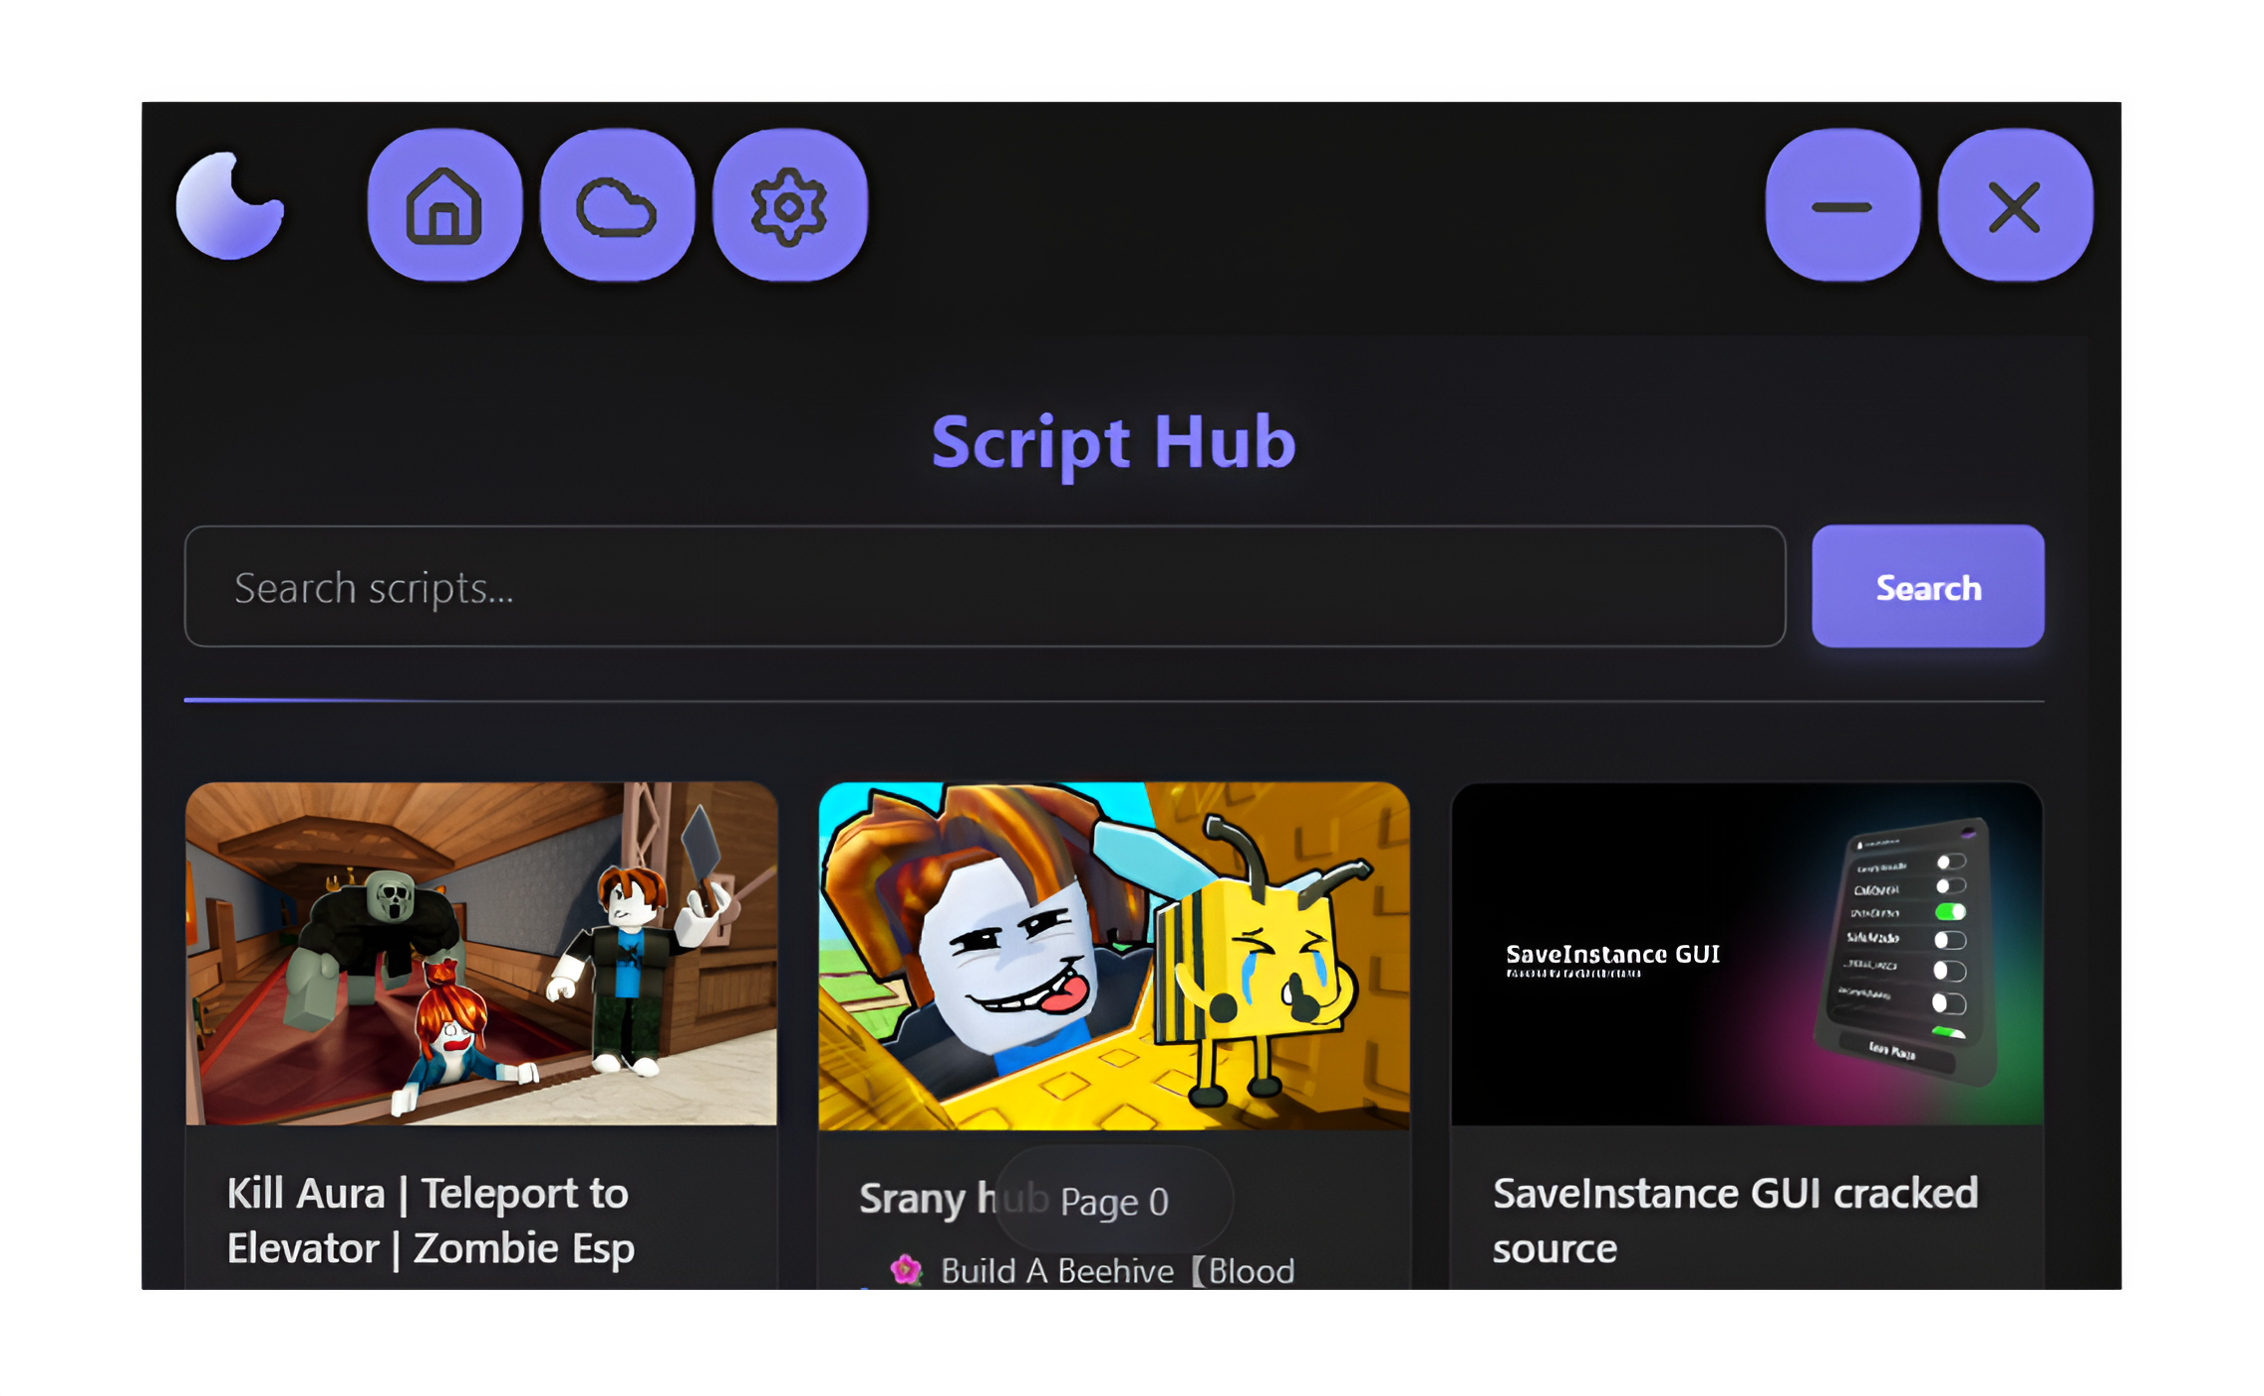 Script Hub
Search scripts...
Search
SaveInstance GUI
Kill Aura | Teleport to
Elevator | Zombie Esp
Srany hub
Page 0
🌺 Build A Beehive 【Blood
SaveInstance GUI cracked
source